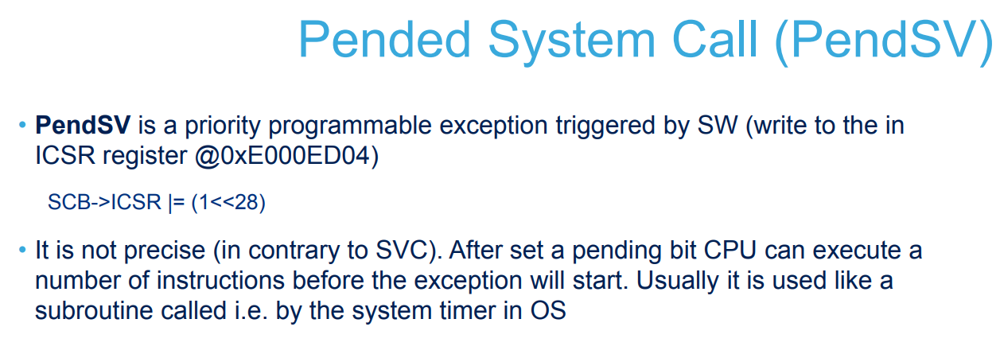 Pended System Call (PendSV)
• PendSV is a priority programmable exception triggered by SW (write to the in
ICSR register @0xE000ED04)
SCB->ICSR |= (1<<28)
• It is not precise (in contrary to SVC). After set a pending bit CPU can execute a
number of instructions before the exception will start. Usually it is used like a
subroutine called i.e. by the system timer in OS